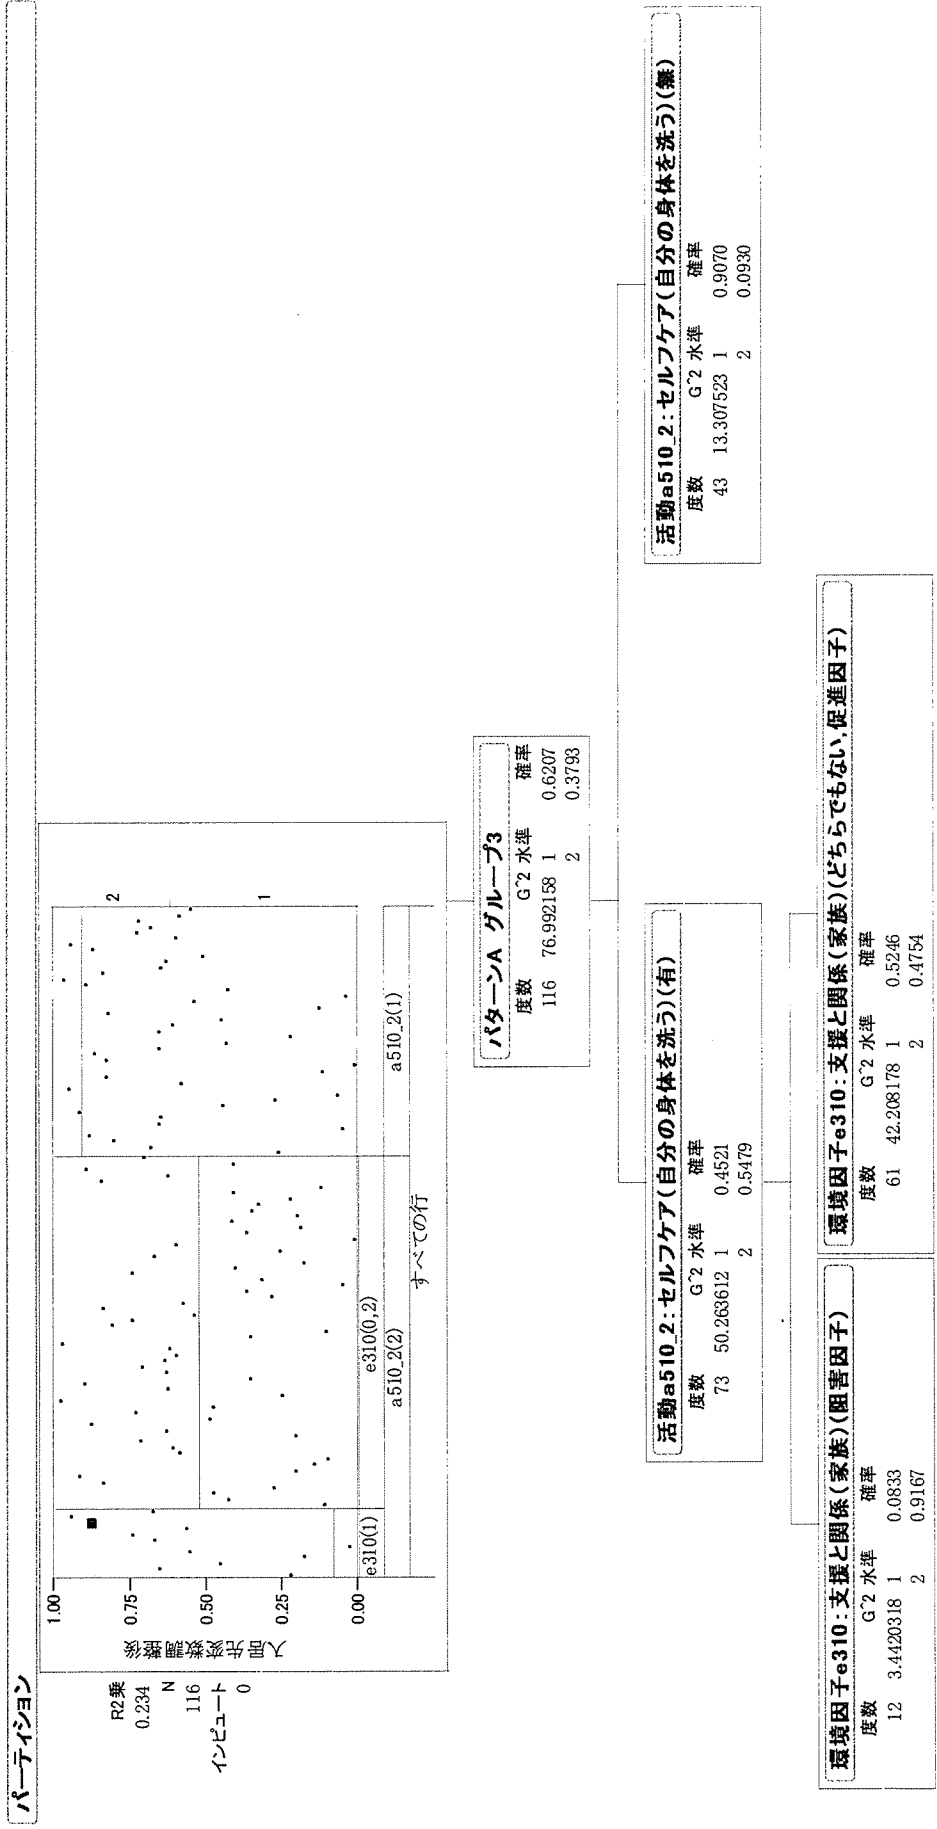 パーティション
R2乗
0.234
N
116
インピュート
0
入居先変数調整後
1.00
0.75
0.50
0.25
0.00
2
1
e310(1)
e310(0,2)
a510_2(2)
a510_2(1)
すべての行
パターンA グループ3
度数 G^2 水準 確率
116 76.992158 1 0.6207
2 0.3793
活動a510_2:セルフケア(自分の身体を洗う)(有)
度数 G^2 水準 確率
73 50.263612 1 0.4521
2 0.5479
活動a510_2:セルフケア(自分の身体を洗う)(無)
度数 G^2 水準 確率
43 13.307523 1 0.9070
2 0.0930
環境因子e310:支援と関係(家族)(阻害因子)
度数 G^2 水準 確率
12 3.4420318 1 0.0833
2 0.9167
環境因子e310:支援と関係(家族)(どちらでもない,促進因子)
度数 G^2 水準 確率
61 42.208178 1 0.5246
2 0.4754